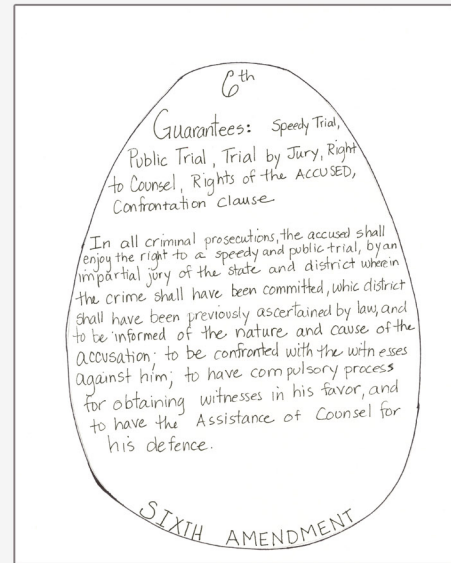 6th
Guarantees: Speedy Trial,
Public Trial, Trial by Jury, Right
to Counsel, Rights of the ACCUSED,
Confrontation Clause
In all criminal prosecutions, the accused shall
enjoy the right to a speedy and public trial, by an
impartial jury of the state and district wherein
the crime shall have been committed, whic district
shall have been previously ascertained by law, and
to be informed of the nature and cause of the
accusation; to be confronted with the witnesses
against him; to have compulsory process
for obtaining witnesses in his favor, and
to have the Assistance of Counsel for
his defence.
SIXTH AMENDMENT